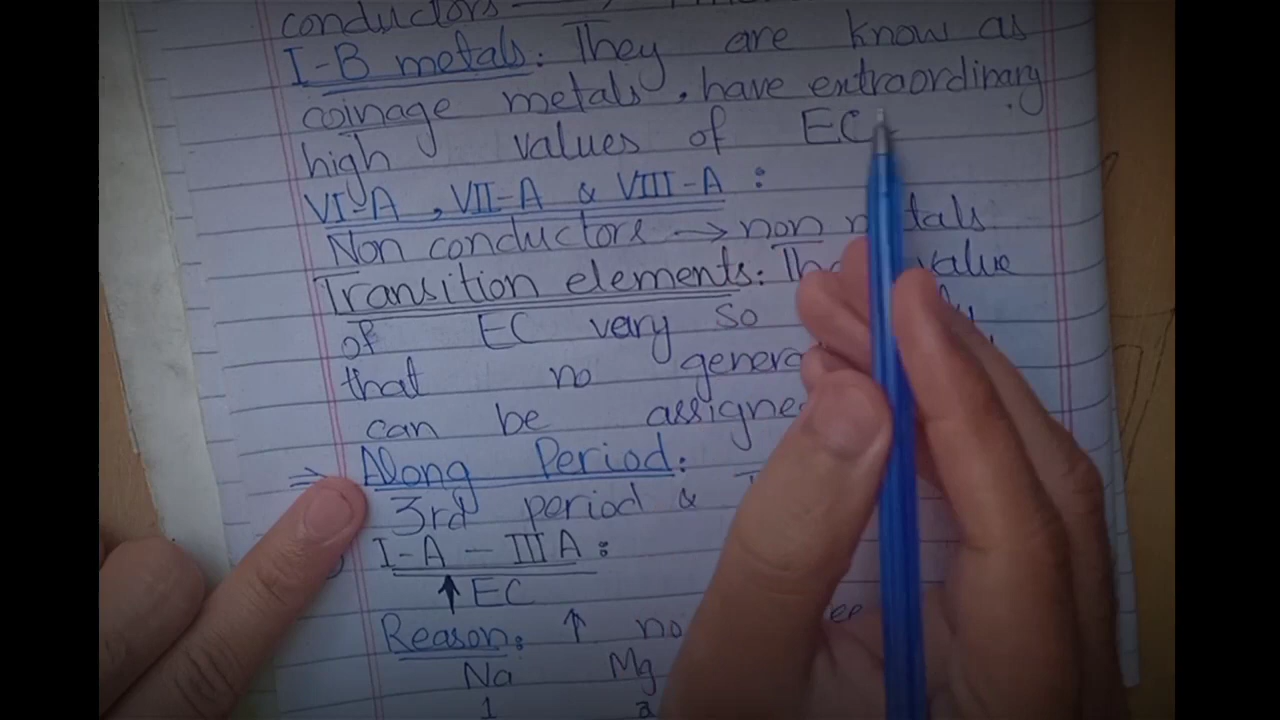 conductors
I-B metals: They are know as
coinage metals, have extraordinary
high values of EC.
VI-A, VII-A & VIII-A:
Non conductors → non metals
Transition elements: value
of EC very so
that no
can be
⇒ Along Period:
3rd period &
I-A - IIIA:
↑ EC
Reason: ↑ no
Na Mg
1 2